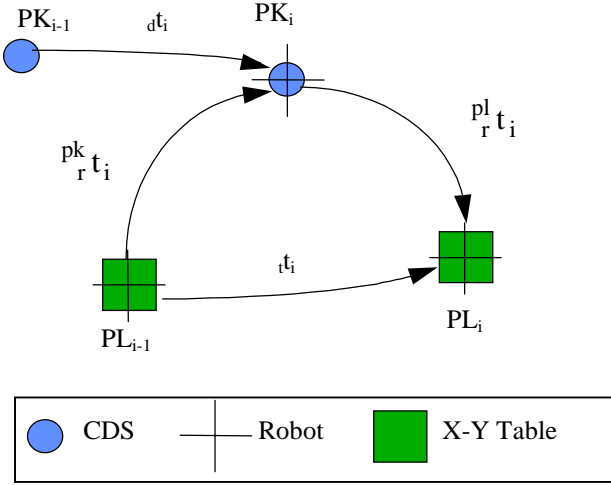 PKᵢ₋₁
dtᵢ
PKᵢ
pk r tᵢ
pl r tᵢ
ttᵢ
PLᵢ₋₁
PLᵢ
CDS
Robot
X-Y Table